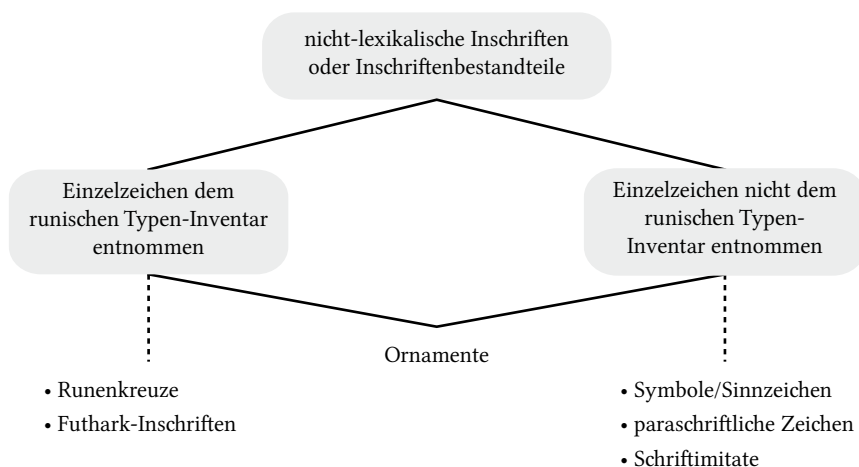 nicht-lexikalische Inschriften
oder Inschriftenbestandteile
Einzelzeichen dem
runischen Typen-Inventar
entnommen
Einzelzeichen nicht dem
runischen Typen-
Inventar entnommen
Ornamente
• Runenkreuze
• Futhark-Inschriften
• Symbole/Sinnzeichen
• paraschriftliche Zeichen
• Schriftimitate